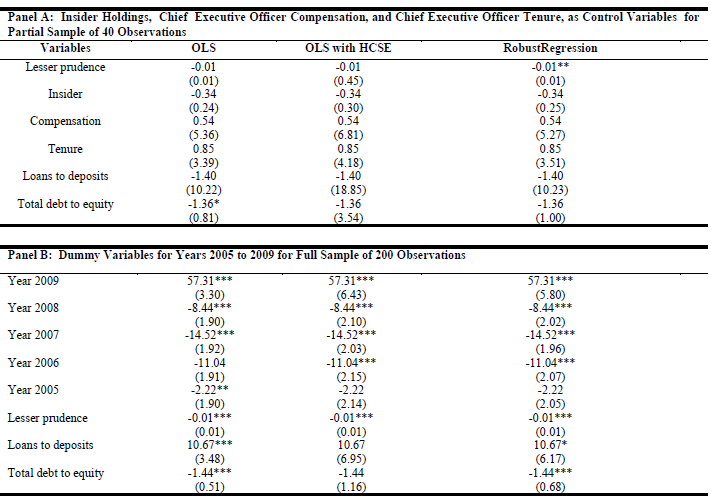 Panel A: Insider Holdings, Chief Executive Officer Compensation, and Chief Executive Officer Tenure, as Control Variables for
Partial Sample of 40 Observations
Variables OLS OLS with HCSE RobustRegression
Lesser prudence -0.01 -0.01 -0.01**
(0.01) (0.45) (0.01)
Insider -0.34 -0.34 -0.34
(0.24) (0.30) (0.25)
Compensation 0.54 0.54 0.54
(5.36) (6.81) (5.27)
Tenure 0.85 0.85 0.85
(3.39) (4.18) (3.51)
Loans to deposits -1.40 -1.40 -1.40
(10.22) (18.85) (10.23)
Total debt to equity -1.36* -1.36 -1.36
(0.81) (3.54) (1.00)
Panel B: Dummy Variables for Years 2005 to 2009 for Full Sample of 200 Observations
Year 2009 57.31*** 57.31*** 57.31***
(3.30) (6.43) (5.80)
Year 2008 -8.44*** -8.44*** -8.44***
(1.90) (2.10) (2.02)
Year 2007 -14.52*** -14.52*** -14.52***
(1.92) (2.03) (1.96)
Year 2006 -11.04 -11.04*** -11.04***
(1.91) (2.15) (2.07)
Year 2005 -2.22** -2.22 -2.22
(1.90) (2.14) (2.05)
Lesser prudence -0.01*** -0.01*** -0.01***
(0.01) (0.01) (0.01)
Loans to deposits 10.67*** 10.67 10.67*
(3.48) (6.95) (6.17)
Total debt to equity -1.44*** -1.44 -1.44***
(0.51) (1.16) (0.68)